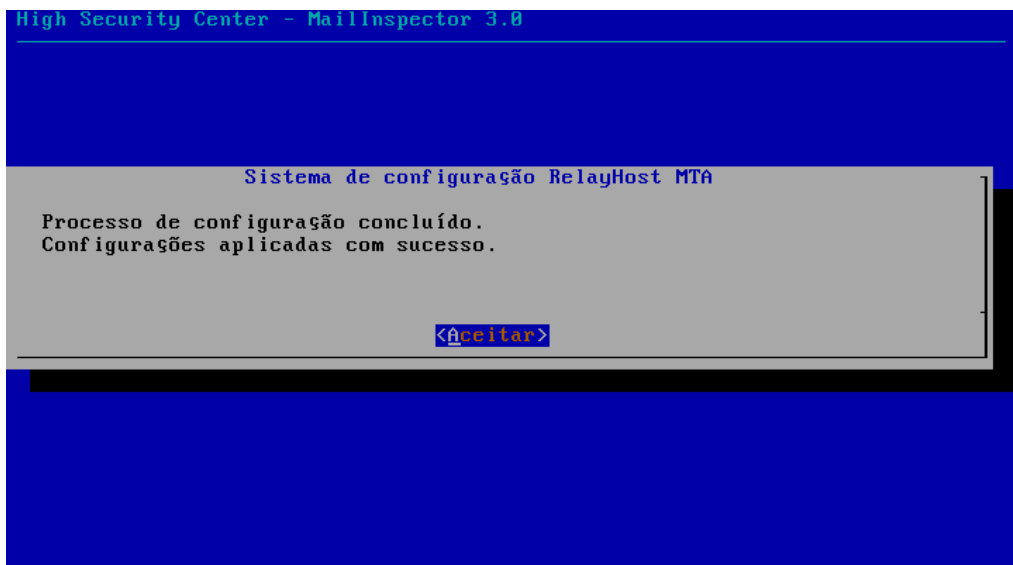 High Security Center - MailInspector 3.0
Sistema de configuração RelayHost MTA
Processo de configuração concluído.
Configurações aplicadas com sucesso.
<Aceitar>